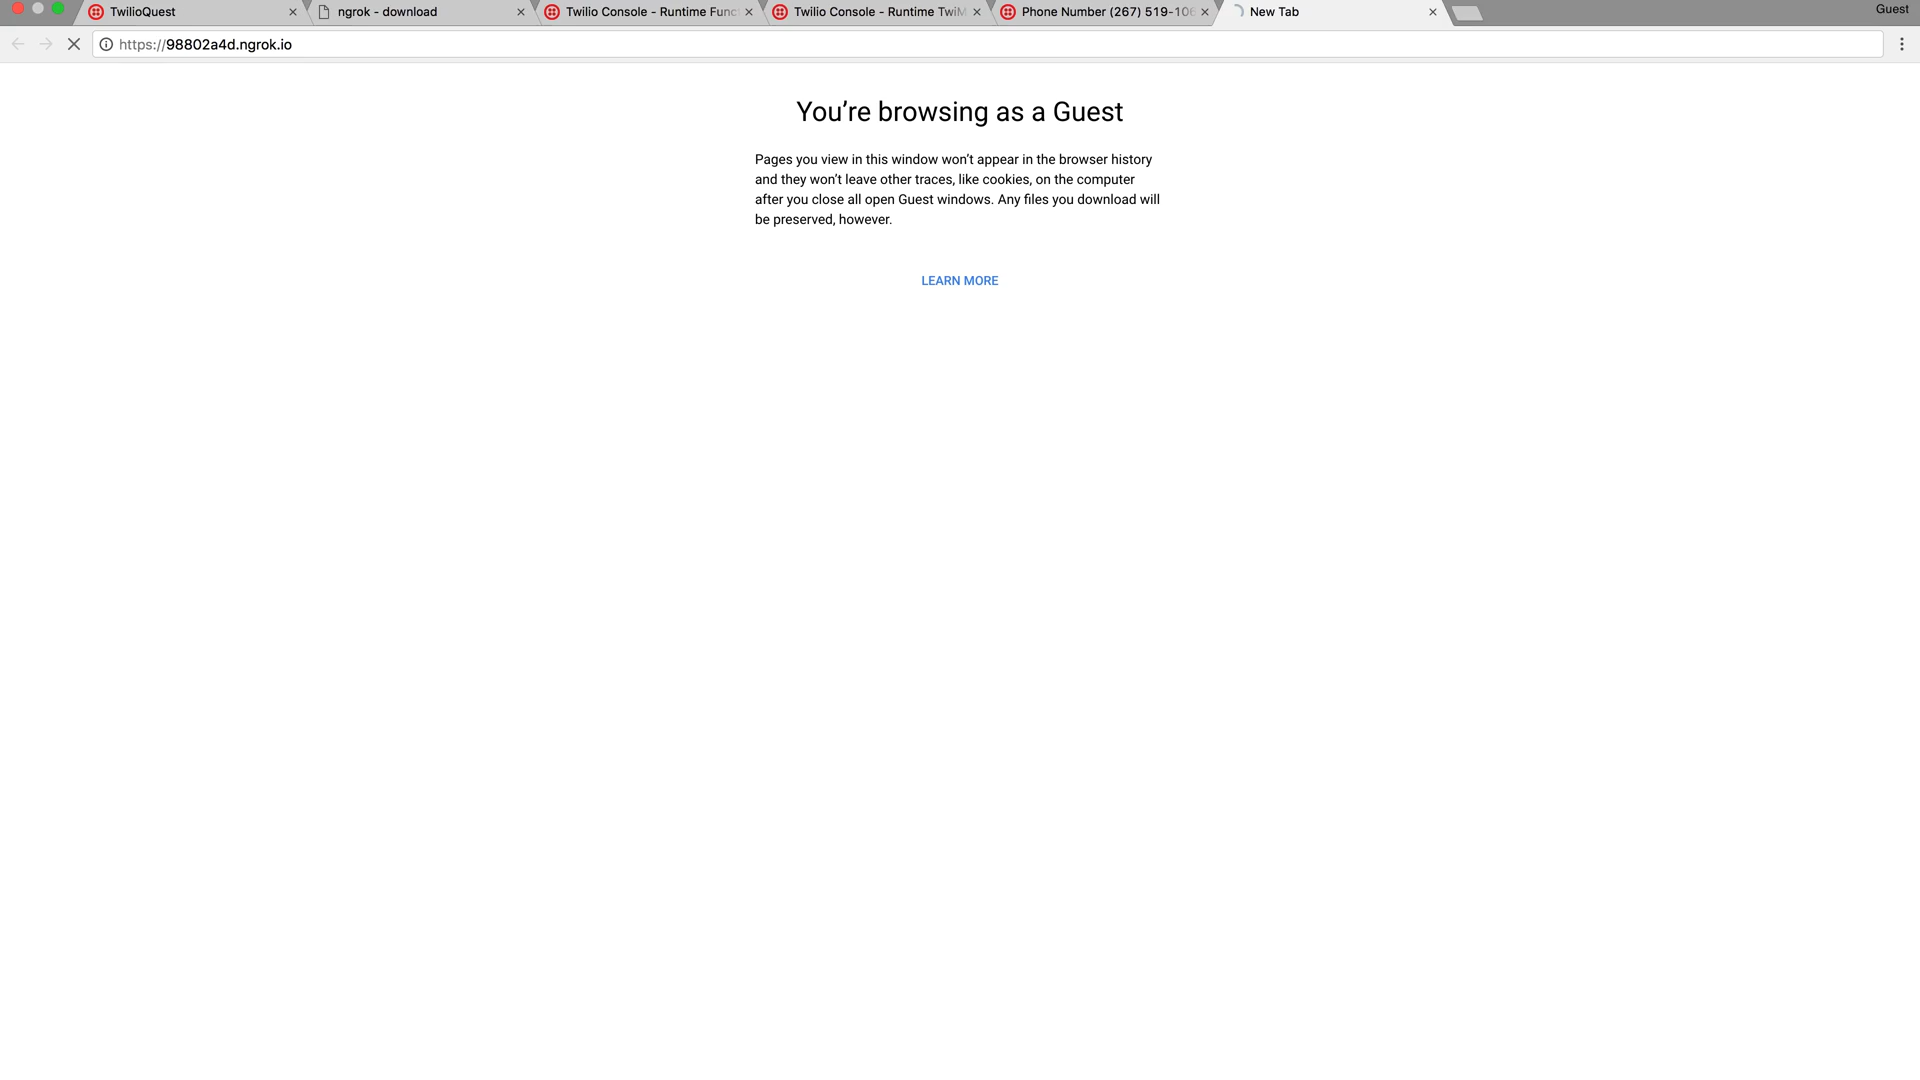 TwilioQuest
ngrok - download
Twilio Console - Runtime Func
Twilio Console - Runtime TwiM
Phone Number (267) 519-106
New Tab
Guest
https://98802a4d.ngrok.io
You’re browsing as a Guest
Pages you view in this window won’t appear in the browser history
and they won’t leave other traces, like cookies, on the computer
after you close all open Guest windows. Any files you download will
be preserved, however.
LEARN MORE